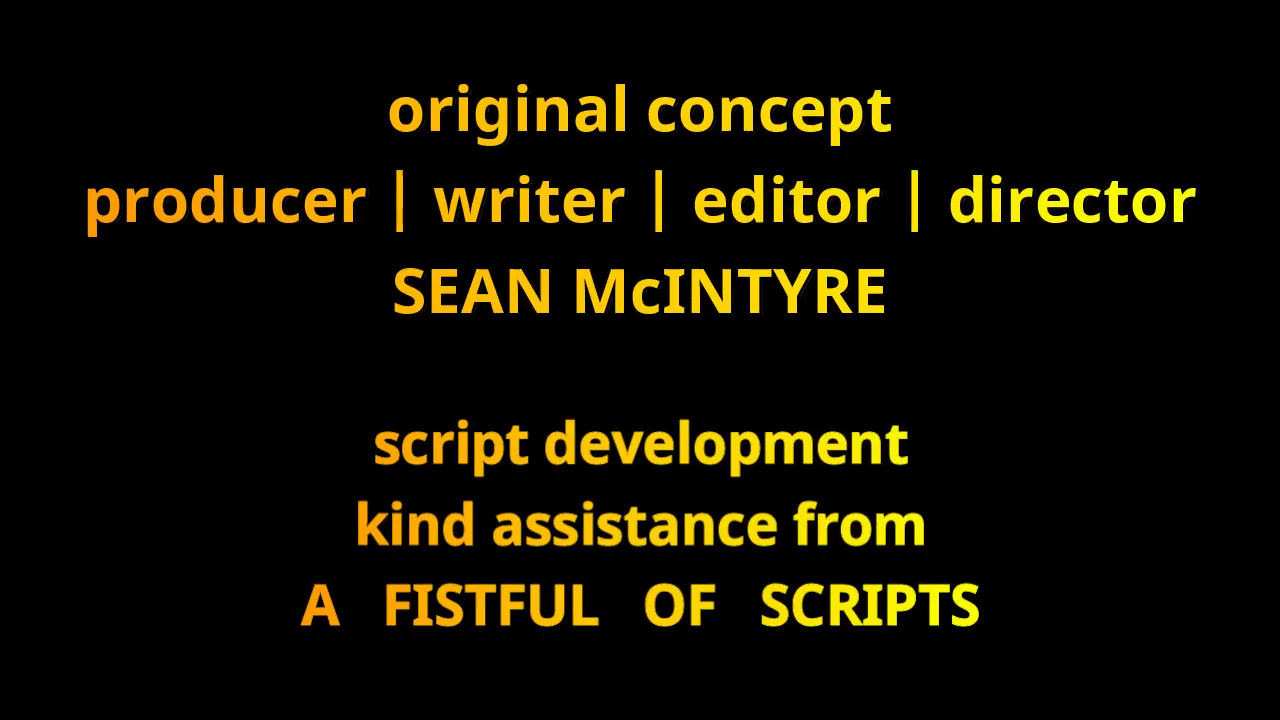 original concept
producer | writer | editor | director
SEAN McINTYRE
script development
kind assistance from
A FISTFUL OF SCRIPTS